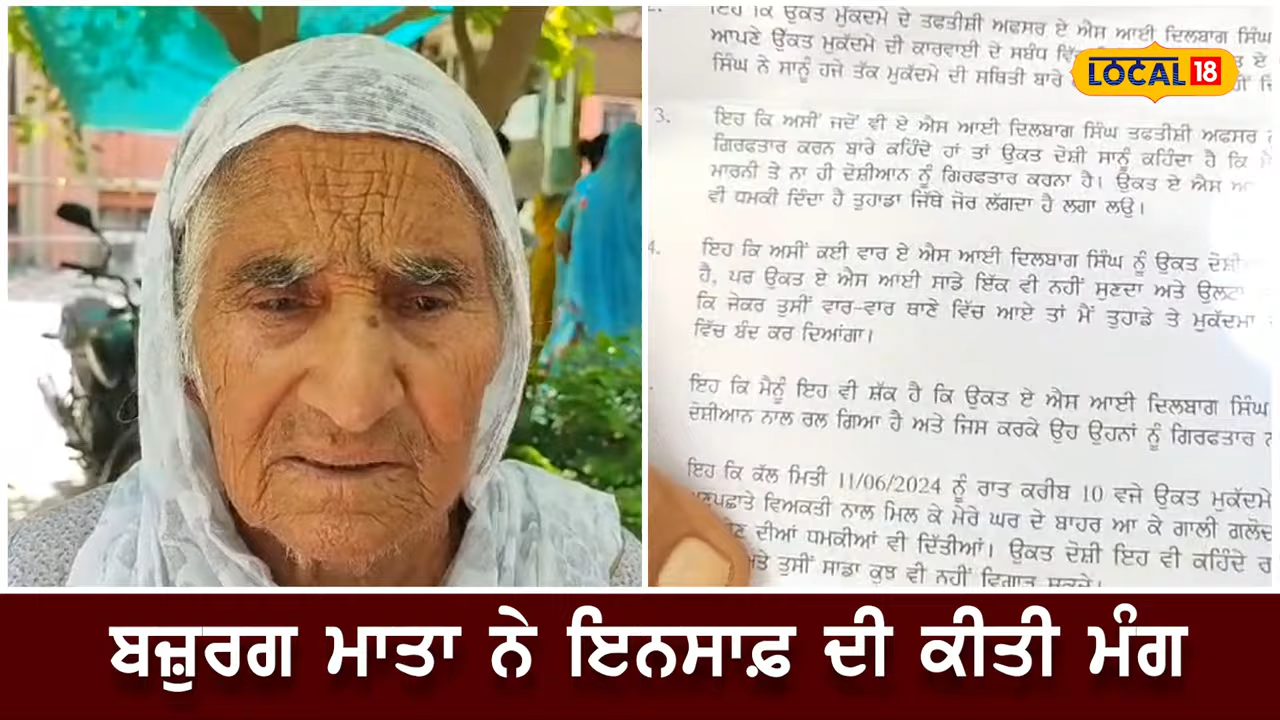 LOCAL 18
ਇਹ ਕਿ ਉਕਤ ਮੁਕੱਦਮੇ ਦੇ ਤਫਤੀਸ਼ੀ ਅਫਸਰ ਏ ਐਸ ਆਈ ਦਿਲਬਾਗ ਸਿੰਘ
ਆਪਣੇ ਉਕਤ ਮੁਕੱਦਮੇ ਦੀ ਕਾਰਵਾਈ ਦੇ ਸਬੰਧ ਏ
ਸਿੰਘ ਨੇ ਸਾਨੂੰ ਹਜੇ ਤੱਕ ਮੁਕੱਦਮੇ ਦੀ ਸਥਿਤੀ ਬਾਰੇ
3. ਇਹ ਕਿ ਅਸੀਂ ਜਦੋਂ ਵੀ ਏ ਐਸ ਆਈ ਦਿਲਬਾਗ ਸਿੰਘ ਤਫਤੀਸ਼ੀ ਅਫਸਰ
ਗਿਰਫਤਾਰ ਕਰਨ ਬਾਰੇ ਕਹਿੰਦੇ ਹਾਂ ਤਾਂ ਉਕਤ ਦੋਸ਼ੀ ਸਾਨੂੰ ਕਹਿੰਦਾ ਹੈ ਕਿ
ਮਾਰਨੀ ਤੇ ਨਾ ਹੀ ਦੋਸ਼ੀਆਨ ਨੂੰ ਗਿਰਫਤਾਰ ਕਰਨਾ ਹੈ। ਉਕਤ ਏ ਐਸ
ਵੀ ਧਮਕੀ ਦਿੰਦਾ ਹੈ ਤੁਹਾਡਾ ਜਿੱਥੇ ਜੋਰ ਲੱਗਦਾ ਹੈ ਲਗਾ ਲਉ।
4. ਇਹ ਕਿ ਅਸੀਂ ਕਈ ਵਾਰ ਏ ਐਸ ਆਈ ਦਿਲਬਾਗ ਸਿੰਘ ਨੂੰ ਉਕਤ
ਹੈ, ਪਰ ਉਕਤ ਏ ਐਸ ਆਈ ਸਾਡੇ ਇੱਕ ਵੀ ਨਹੀਂ ਸੁਣਦਾ ਅਤੇ
ਕਿ ਜੇਕਰ ਤੁਸੀਂ ਵਾਰ-ਵਾਰ ਥਾਣੇ ਵਿੱਚ ਆਏ ਤਾਂ ਮੈਂ ਤੁਹਾਡੇ ਤੇ ਮੁਕੱਦਮਾ
ਵਿੱਚ ਬੰਦ ਕਰ ਦਿਆਂਗਾ।
ਇਹ ਕਿ ਮੈਨੂੰ ਇਹ ਵੀ ਸ਼ੱਕ ਹੈ ਕਿ ਉਕਤ ਏ ਐਸ ਆਈ ਦਿਲਬਾਗ ਸਿੰਘ
ਦੋਸ਼ੀਆਨ ਨਾਲ ਰਲ ਗਿਆ ਹੈ ਅਤੇ ਜਿਸ ਕਰਕੇ ਉਹ ਉਹਨਾਂ ਨੂੰ ਗਿਰਫਤਾਰ
ਇਹ ਕਿ ਕੱਲ ਮਿਤੀ 11/06/2024 ਨੂੰ ਰਾਤ ਕਰੀਬ 10 ਵਜੇ ਉਕਤ ਮੁਕੱਦਮੇ
ਵਿਅਕਤੀ ਨਾਲ ਮਿਲ ਕੇ ਮੇਰੇ ਘਰ ਦੇ ਬਾਹਰ ਆ ਕੇ ਗਾਲੀ
ਦੀਆਂ ਧਮਕੀਆਂ ਵੀ ਦਿੱਤੀਆਂ। ਉਕਤ ਦੋਸ਼ੀ ਇਹ ਵੀ ਕਹਿੰਦੇ
ਤੁਸੀਂ ਸਾਡਾ ਕੁਝ ਵੀ ਨਹੀਂ ਵਿਗਾੜ ਸਕਦੇ।
ਬਜ਼ੁਰਗ ਮਾਤਾ ਨੇ ਇਨਸਾਫ਼ ਦੀ ਕੀਤੀ ਮੰਗ